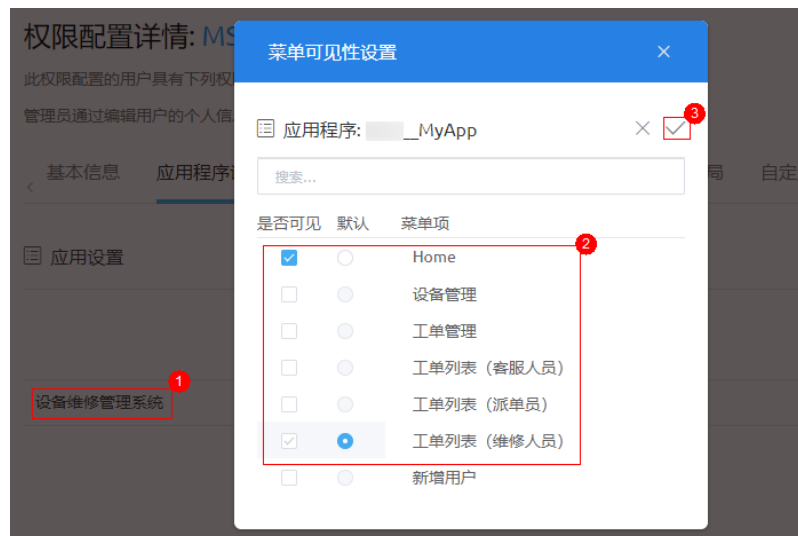 权限配置详情: MS
此权限配置的用户具有下列权
管理员通过编辑用户的个人信
基本信息 应用程序 局 自定
应用设置
1
设备维修管理系统
菜单可见性设置
应用程序: __MyApp
3
搜索...
是否可见 默认 菜单项
2
Home
设备管理
工单管理
工单列表（客服人员）
工单列表（派单员）
工单列表（维修人员）
新增用户